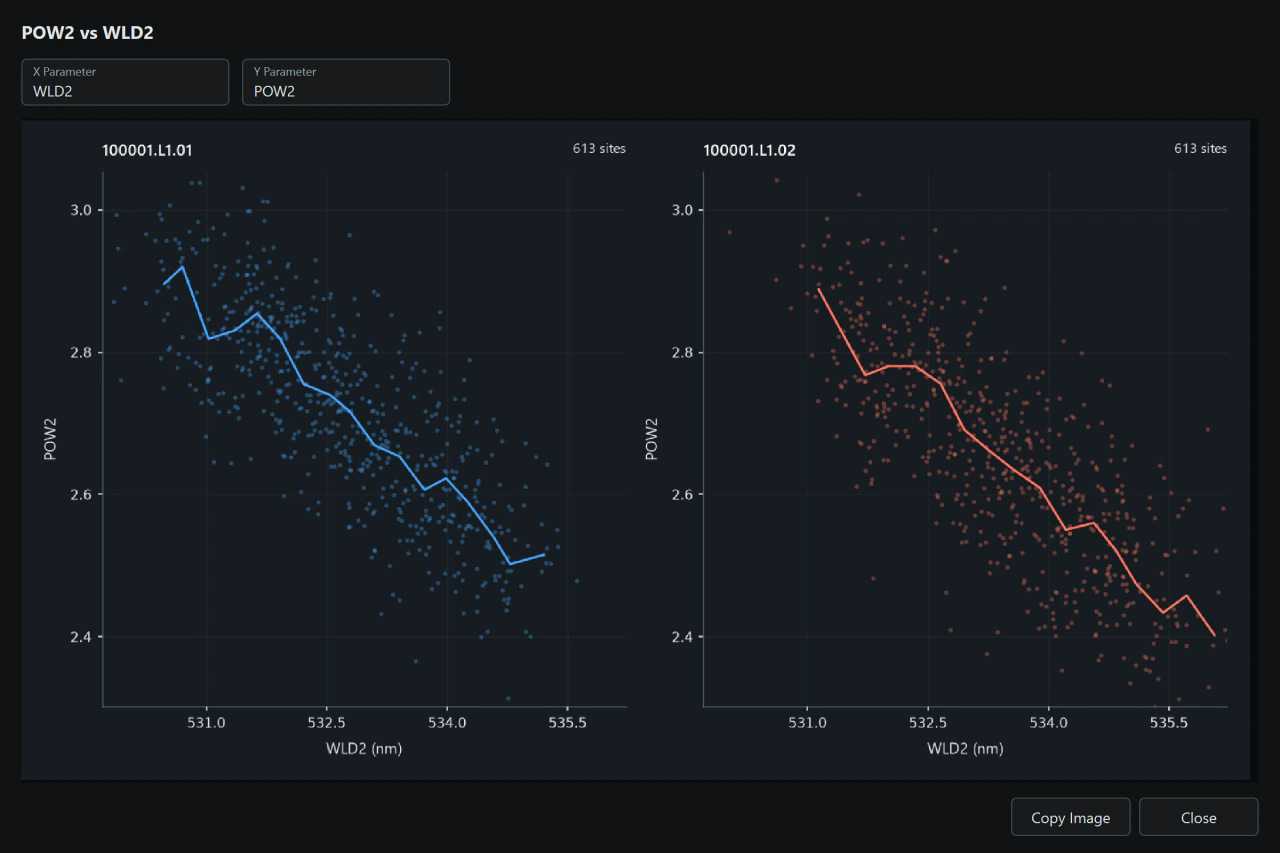 POW2 vs WLD2
X Parameter
WLD2
Y Parameter
POW2
100001.L1.01
613 sites
3.0
2.8
2.6
2.4
POW2
531.0
532.5
534.0
535.5
WLD2 (nm)
100001.L1.02
613 sites
3.0
2.8
2.6
2.4
POW2
531.0
532.5
534.0
535.5
WLD2 (nm)
Copy Image
Close